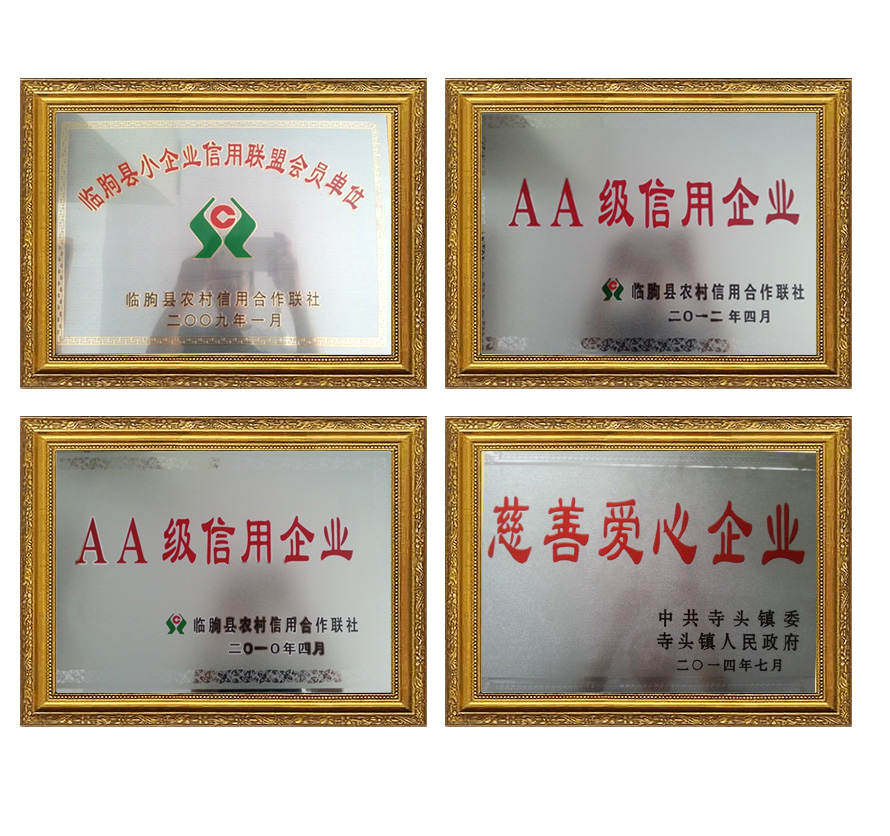 临朐县小企业信用联盟会员单位
临朐县农村信用合作联社
二〇〇九年一月
AA级信用企业
临朐县农村信用合作联社
二〇一二年四月
AA级信用企业
临朐县农村信用合作联社
二〇一〇年四月
慈善爱心企业
中共寺头镇委
寺头镇人民政府
二〇一四年七月